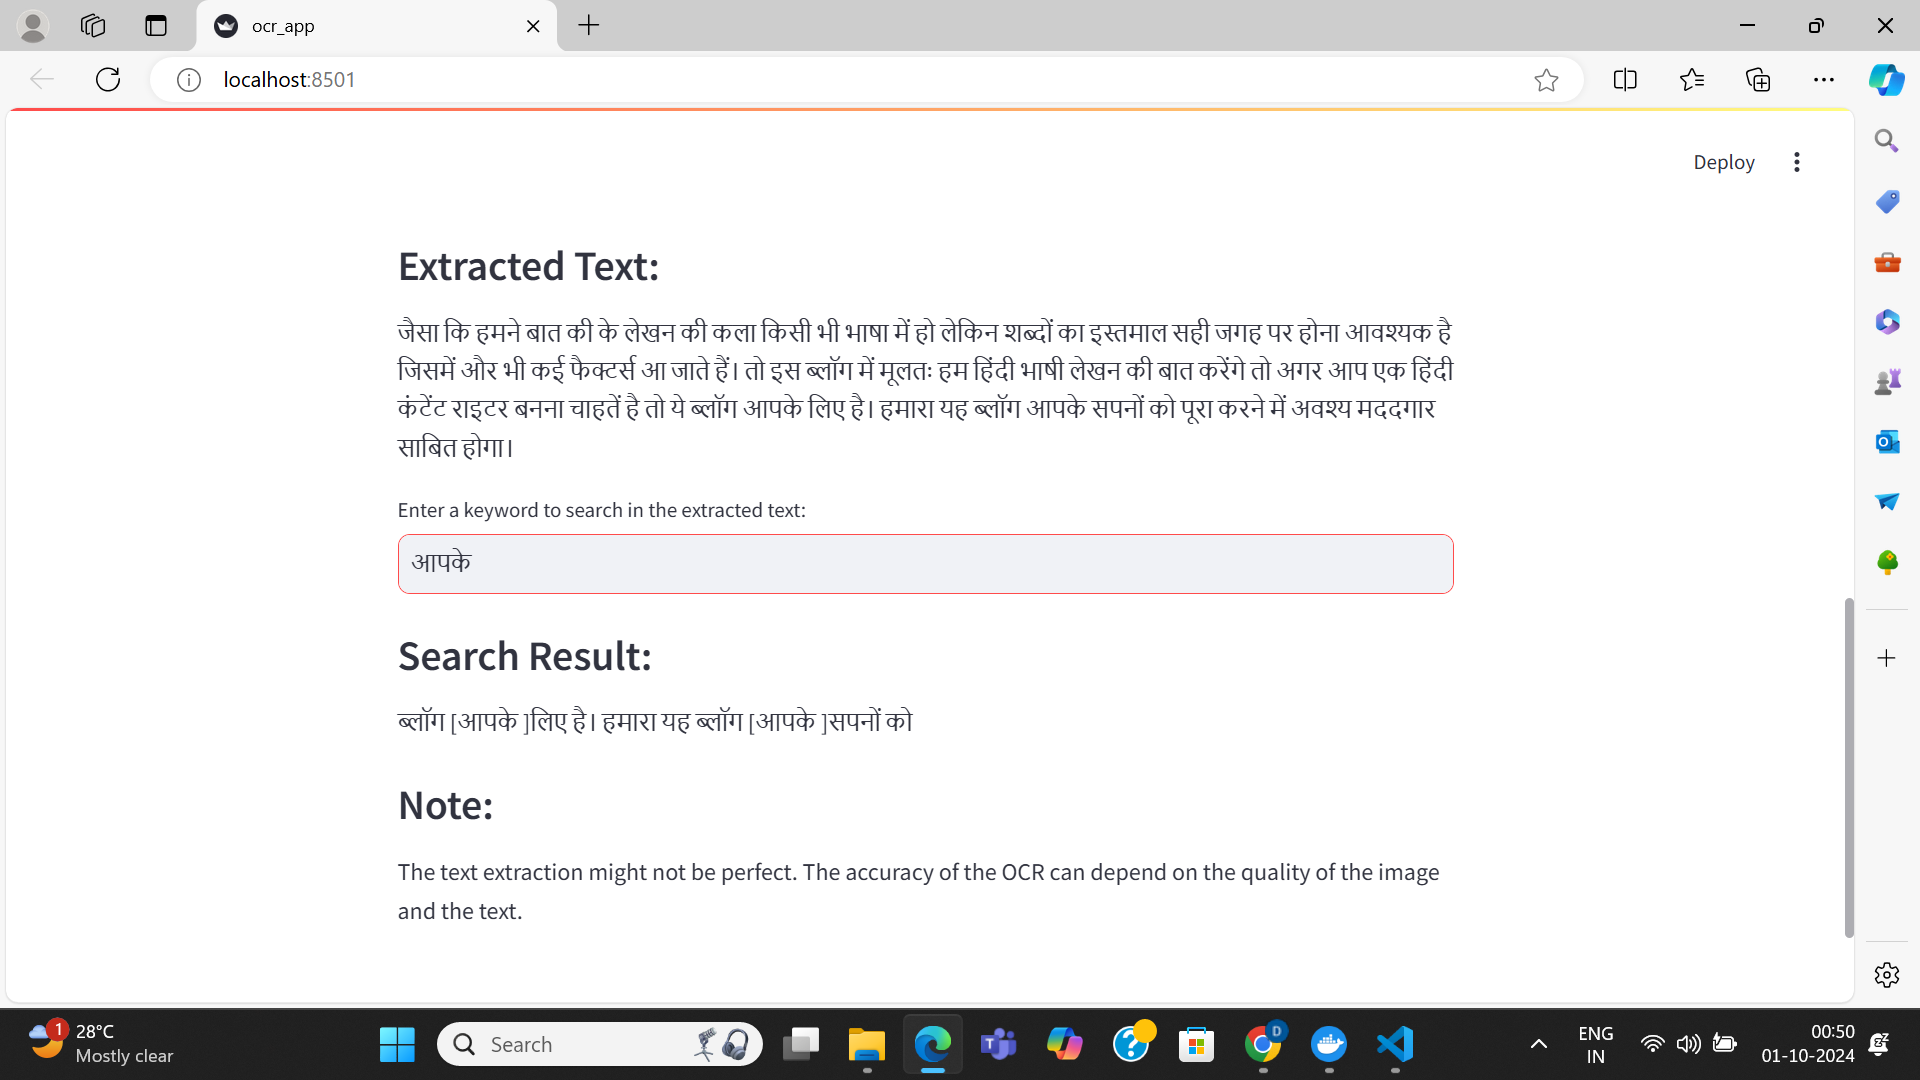 ocr_app
localhost:8501
Deploy
Extracted Text:
जैसा कि हमने बात की के लेखन की कला किसी भी भाषा में हो लेकिन शब्दों का इस्तमाल सही जगह पर होना आवश्यक है
जिसमें और भी कई फैक्टर्स आ जाते हैं। तो इस ब्लॉग में मूलतः हम हिंदी भाषी लेखन की बात करेंगे तो अगर आप एक हिंदी
कंटेंट राइटर बनना चाहतें है तो ये ब्लॉग आपके लिए है। हमारा यह ब्लॉग आपके सपनों को पूरा करने में अवश्य मददगार
साबित होगा।
Enter a keyword to search in the extracted text:
आपके
Search Result:
ब्लॉग [आपके ]लिए है। हमारा यह ब्लॉग [आपके ]सपनों को
Note:
The text extraction might not be perfect. The accuracy of the OCR can depend on the quality of the image
and the text.
1
28°C
Mostly clear
Search
D
ENG
IN
00:50
01-10-2024